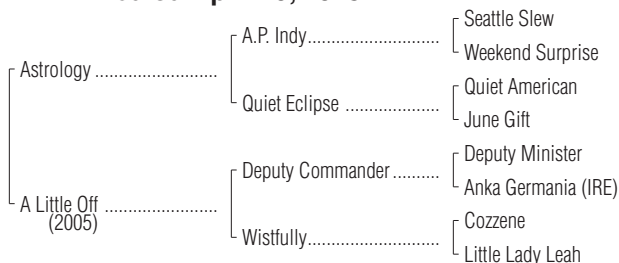 Seattle Slew
A.P. Indy
Weekend Surprise
Astrology
Quiet American
Quiet Eclipse
June Gift
Deputy Minister
Deputy Commander
Anka Germania (IRE)
A Little Off
(2005)
Cozzene
Wistfully
Little Lady Leah